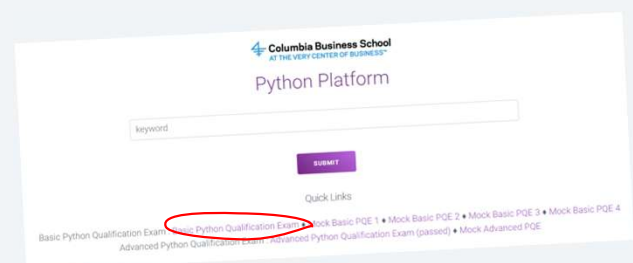 Columbia Business School
AT THE VERY CENTER OF BUSINESS™
Python Platform
keyword
SUBMIT
Quick Links
Basic Python Qualification Exam : Basic Python Qualification Exam ♦ Mock Basic PQE 1 ♦ Mock Basic PQE 2 ♦ Mock Basic PQE 3 ♦ Mock Basic PQE 4
Advanced Python Qualification Exam : Advanced Python Qualification Exam (passed) ♦ Mock Advanced PQE